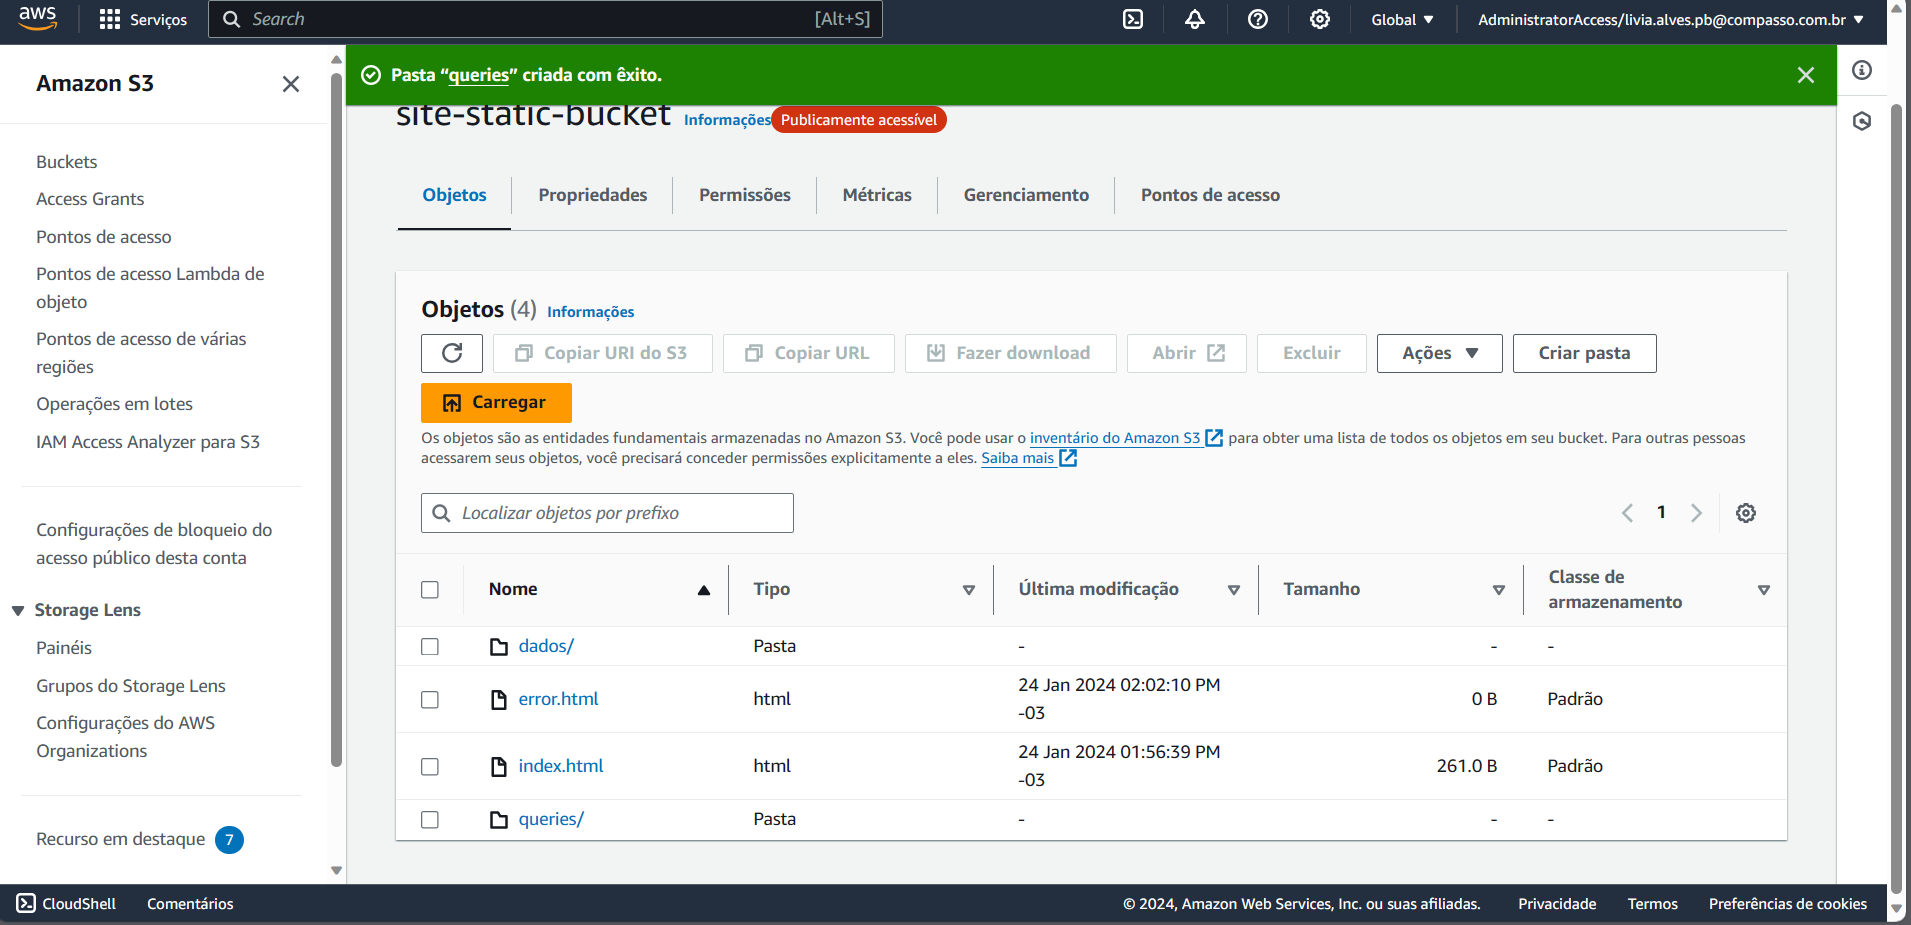 aws
Serviços
Search
[Alt+S]
Global
AdministratorAccess/livia.alves.pb@compasso.com.br
Amazon S3
Buckets
Access Grants
Pontos de acesso
Pontos de acesso Lambda de
objeto
Pontos de acesso de várias
regiões
Operações em lotes
IAM Access Analyzer para S3
Configurações de bloqueio do
acesso público desta conta
Storage Lens
Painéis
Grupos do Storage Lens
Configurações do AWS
Organizations
Recurso em destaque 7
Pasta “queries” criada com êxito.
site-static-bucket Informações Publicamente acessível
Objetos Propriedades Permissões Métricas Gerenciamento Pontos de acesso
Objetos (4) Informações
Copiar URI do S3 Copiar URL Fazer download Abrir Excluir Ações Criar pasta
Carregar
Os objetos são as entidades fundamentais armazenadas no Amazon S3. Você pode usar o inventário do Amazon S3 para obter uma lista de todos os objetos em seu bucket. Para outras pessoas
acessarem seus objetos, você precisará conceder permissões explicitamente a eles. Saiba mais
Localizar objetos por prefixo
1
Nome Tipo Última modificação Tamanho Classe de
armazenamento
dados/ Pasta - - -
error.html html 24 Jan 2024 02:02:10 PM
-03 0 B Padrão
index.html html 24 Jan 2024 01:56:39 PM
-03 261.0 B Padrão
queries/ Pasta - - -
CloudShell Comentários © 2024, Amazon Web Services, Inc. ou suas afiliadas. Privacidade Termos Preferências de cookies